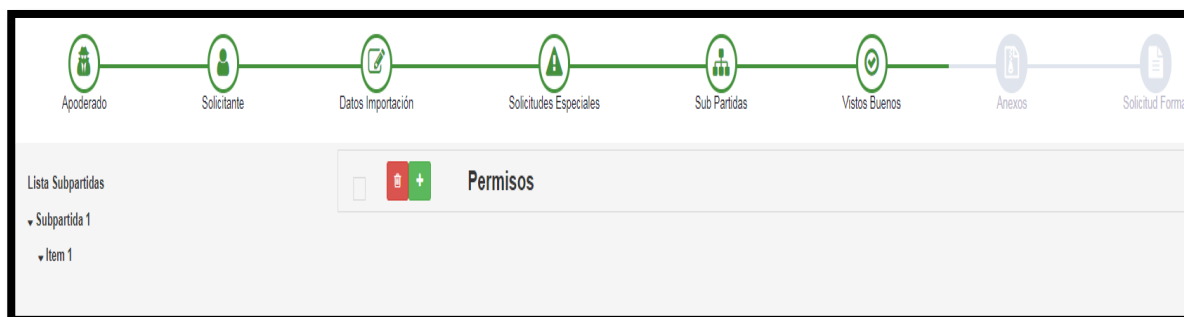 Apoderado
Solicitante
Datos Importación
Solicitudes Especiales
Sub Partidas
Vistos Buenos
Anexos
Solicitud Forma
Lista Subpartidas
Subpartida 1
Item 1
Permisos